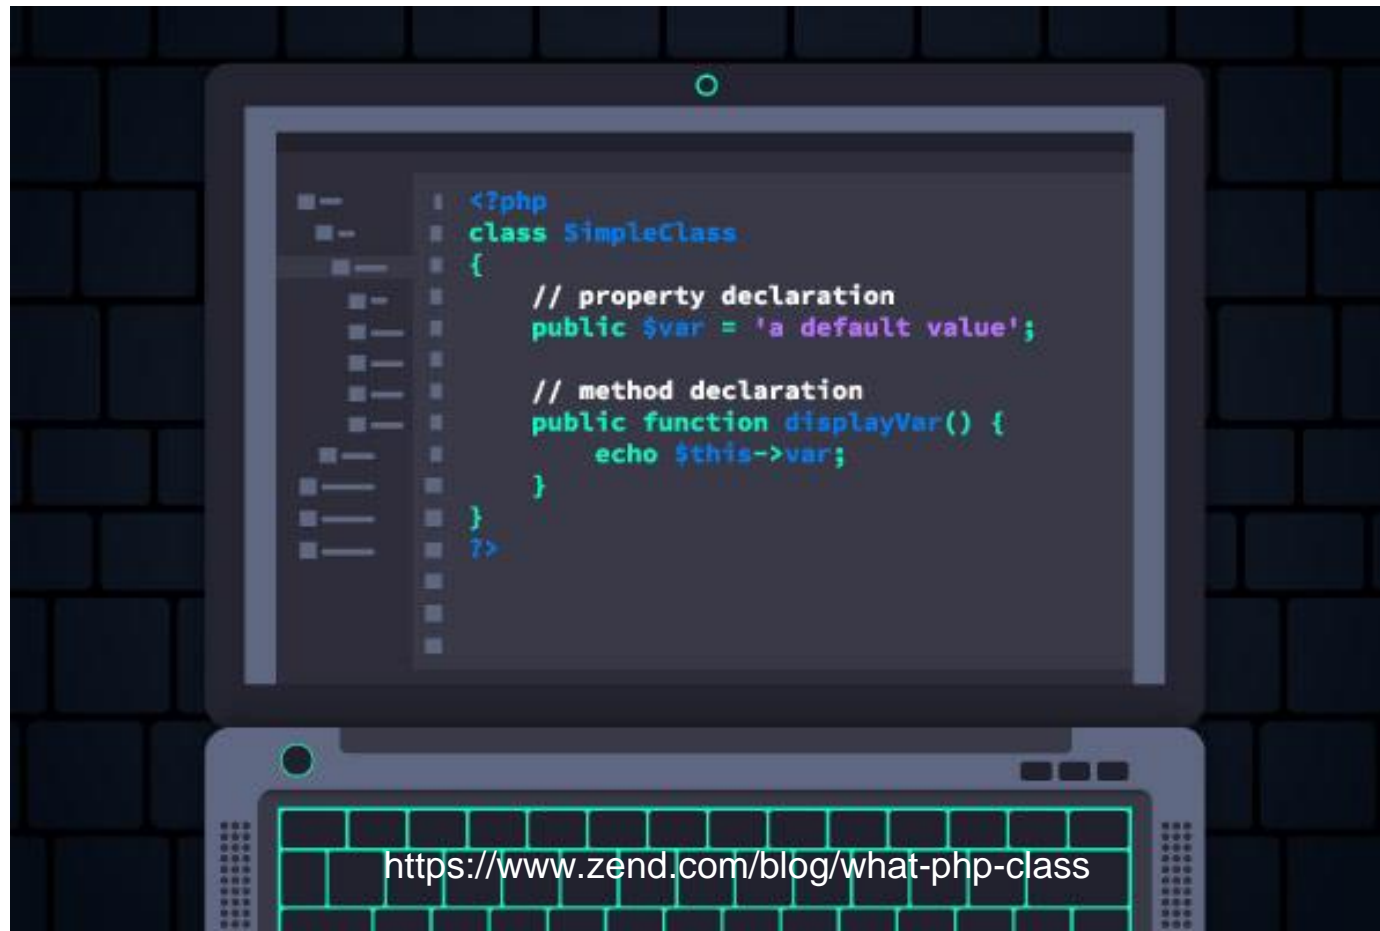 <?php
class SimpleClass
{
    // property declaration
    public $var = 'a default value';

    // method declaration
    public function displayVar() {
        echo $this->var;
    }
}
?>
https://www.zend.com/blog/what-php-class